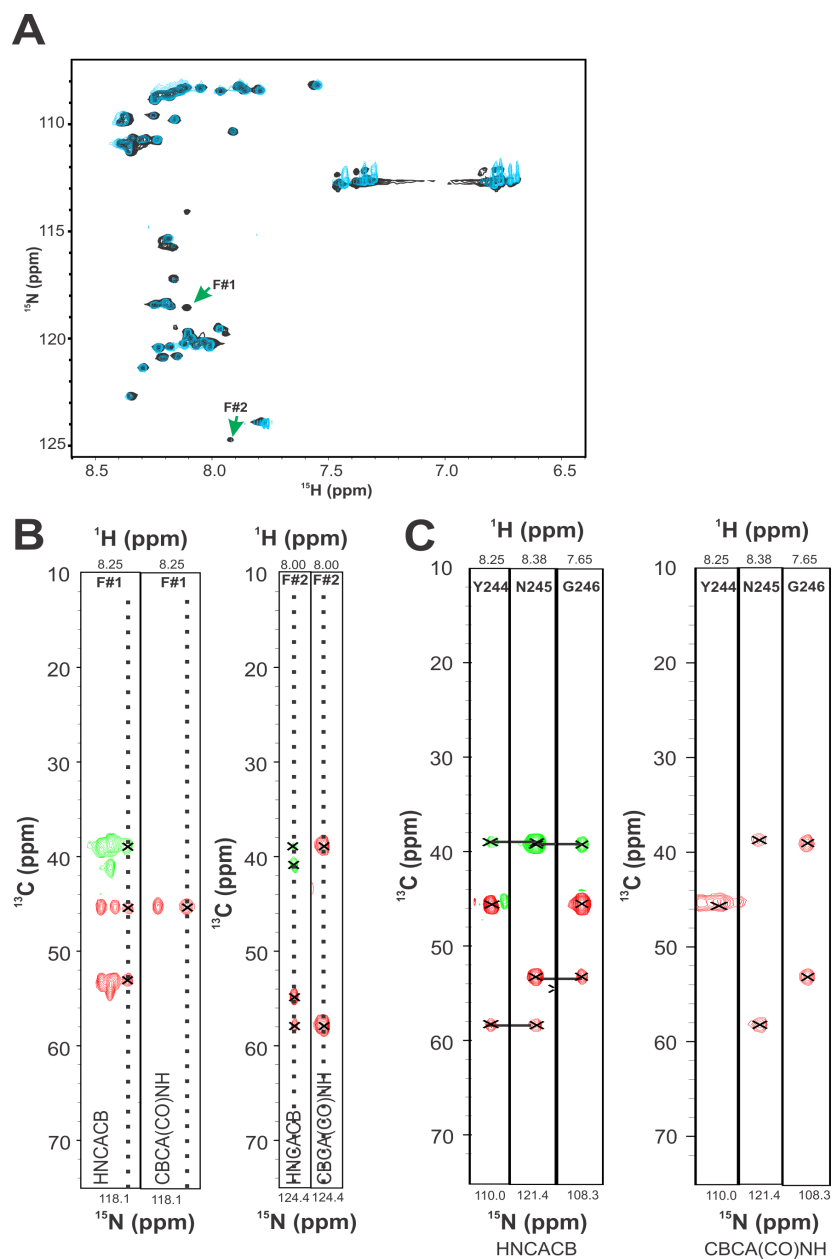 A
110
115
120
125
¹⁵N (ppm)
F#1
F#2
8.5 8.0 7.5 7.0 6.5
¹⁵H (ppm)
B
¹H (ppm)
8.25 8.25
F#1 F#1
10
20
30
40
50
60
70
¹³C (ppm)
HNCACB
CBCA(CO)NH
118.1 118.1
¹⁵N (ppm)
¹H (ppm)
8.00 8.00
F#2 F#2
10
20
30
40
50
60
70
¹³C (ppm)
HNCACB
CBCA(CO)NH
124.4 124.4
¹⁵N (ppm)
C
¹H (ppm)
8.25 8.38 7.65
Y244 N245 G246
10
20
30
40
50
60
70
¹³C (ppm)
110.0 121.4 108.3
¹⁵N (ppm)
HNCACB
¹H (ppm)
8.25 8.38 7.65
Y244 N245 G246
10
20
30
40
50
60
70
¹³C (ppm)
110.0 121.4 108.3
¹⁵N (ppm)
CBCA(CO)NH